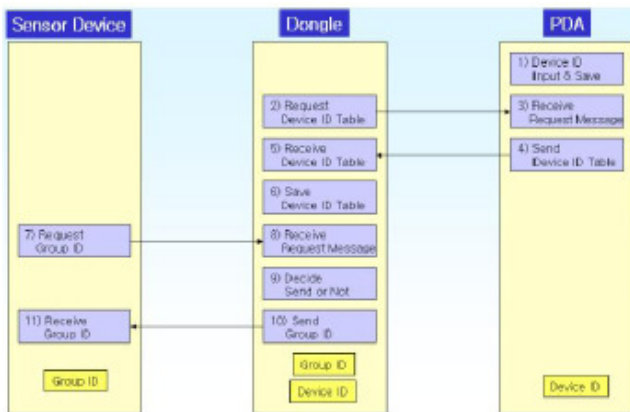 Sensor Device
Dongle
PDA
1) Device ID
Input & Save
2) Request
Device ID Table
3) Receive
Request Message
5) Receive
Device ID Table
4) Send
Device ID Table
6) Save
Device ID Table
7) Request
Group ID
8) Receive
Request Message
9) Decide
Send or Not
11) Receive
Group ID
10) Send
Group ID
Group ID
Group ID
Device ID
Device ID